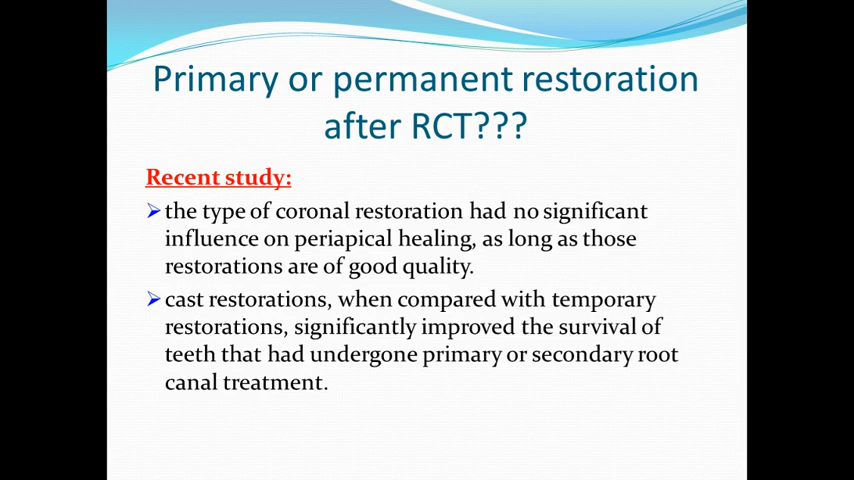 Primary or permanent restoration
after RCT???
Recent study:
the type of coronal restoration had no significant
influence on periapical healing, as long as those
restorations are of good quality.
cast restorations, when compared with temporary
restorations, significantly improved the survival of
teeth that had undergone primary or secondary root
canal treatment.